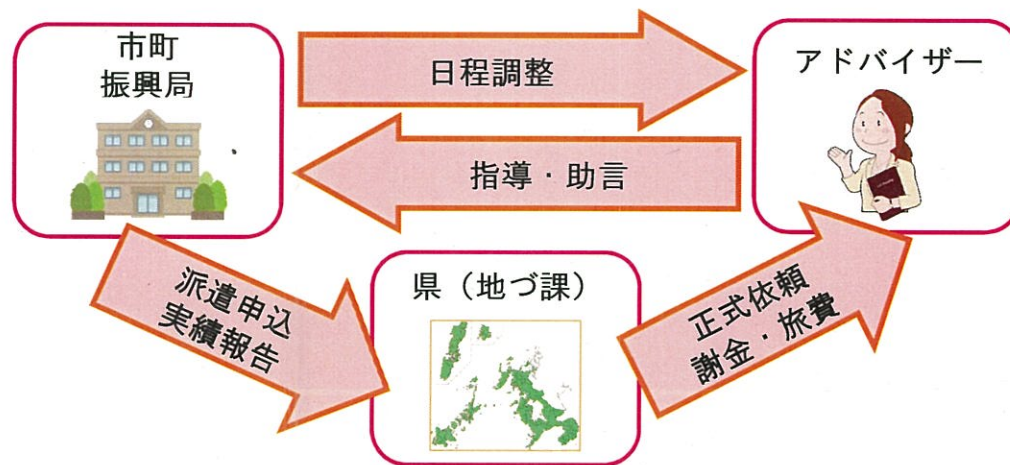 市町
振興局
日程調整
アドバイザー
指導・助言
派遣申込
実績報告
県（地づ課）
正式依頼
謝金・旅費